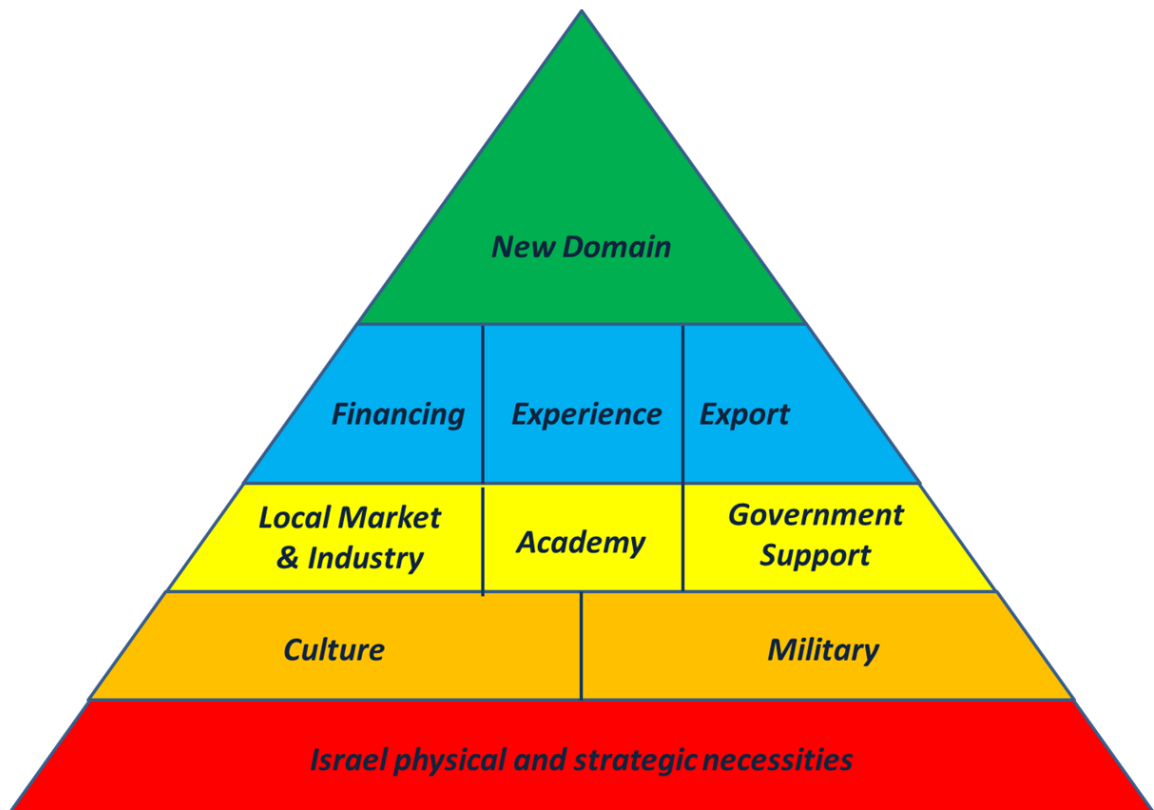 New Domain
Financing
Experience
Export
Local Market
& Industry
Academy
Government
Support
Culture
Military
Israel physical and strategic necessities